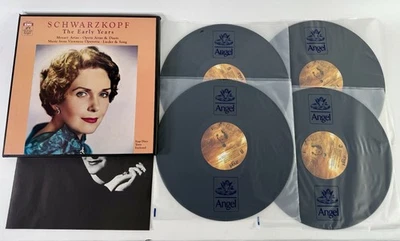 SCHWARZKOPF
The Early Years
Mozart Arias · Opera Arias & Duets
Music from Viennese Operetta · Lieder & Song
Angel
Angel
Angel
Angel